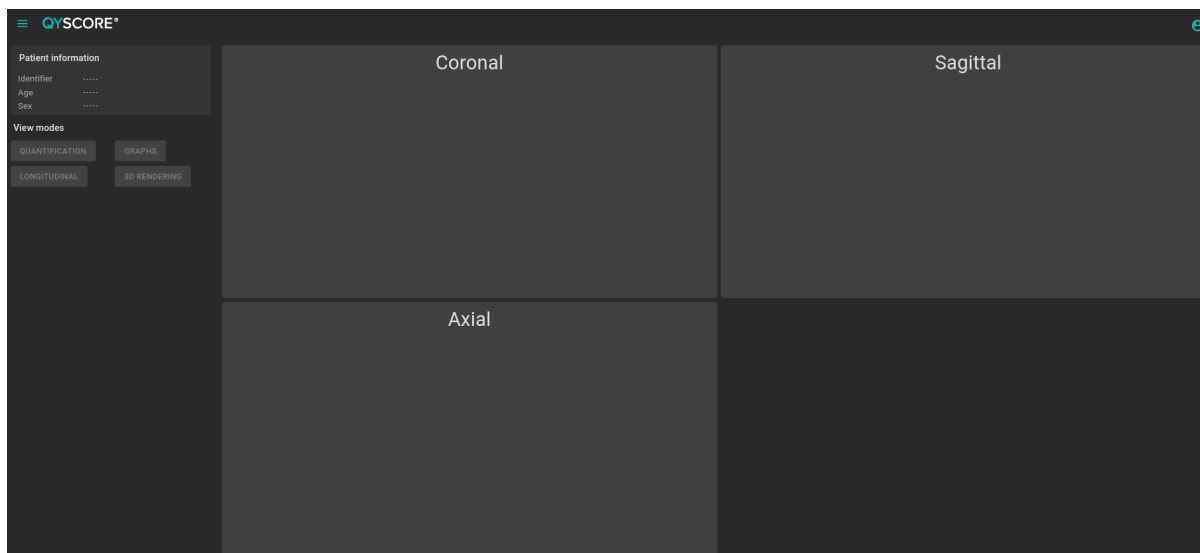 QYSCORE®
Patient information
Identifier -----
Age -----
Sex -----
View modes
QUANTIFICATION GRAPHS
LONGITUDINAL 3D RENDERING
Coronal
Sagittal
Axial